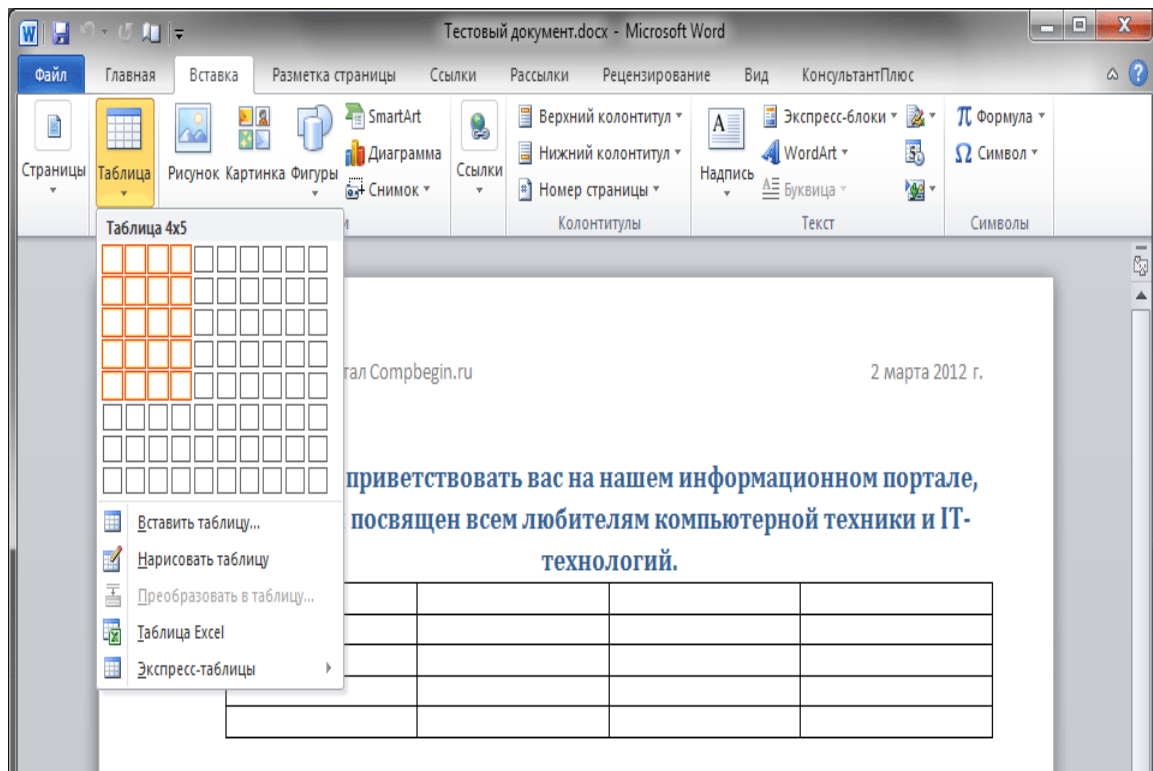 Тестовый документ.docx - Microsoft Word
Файл Главная Вставка Разметка страницы Ссылки Рассылки Рецензирование Вид КонсультантПлюс
Страницы Таблица Рисунок Картинка Фигуры SmartArt Диаграмма Снимок Ссылки Верхний колонтитул Нижний колонтитул Номер страницы Надпись Экспресс-блоки WordArt Буквица Формула Символ
Колонтитулы Текст Символы
Таблица 4x5
Compbegin.ru 2 марта 2012 г.
приветствовать вас на нашем информационном портале,
посвящен всем любителям компьютерной техники и IT-
технологий.
Вставить таблицу...
Нарисовать таблицу
Преобразовать в таблицу...
Таблица Excel
Экспресс-таблицы